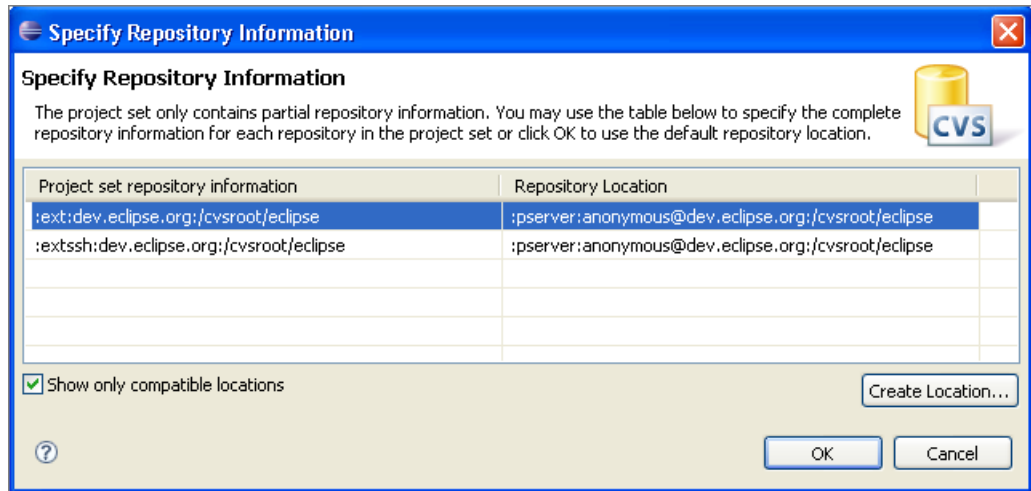 Specify Repository Information
Specify Repository Information
The project set only contains partial repository information. You may use the table below to specify the complete
repository information for each repository in the project set or click OK to use the default repository location.
CVS
Project set repository information Repository Location
:ext:dev.eclipse.org:/cvsroot/eclipse :pserver:anonymous@dev.eclipse.org:/cvsroot/eclipse
:extssh:dev.eclipse.org:/cvsroot/eclipse :pserver:anonymous@dev.eclipse.org:/cvsroot/eclipse
Show only compatible locations
Create Location...
?
OK Cancel